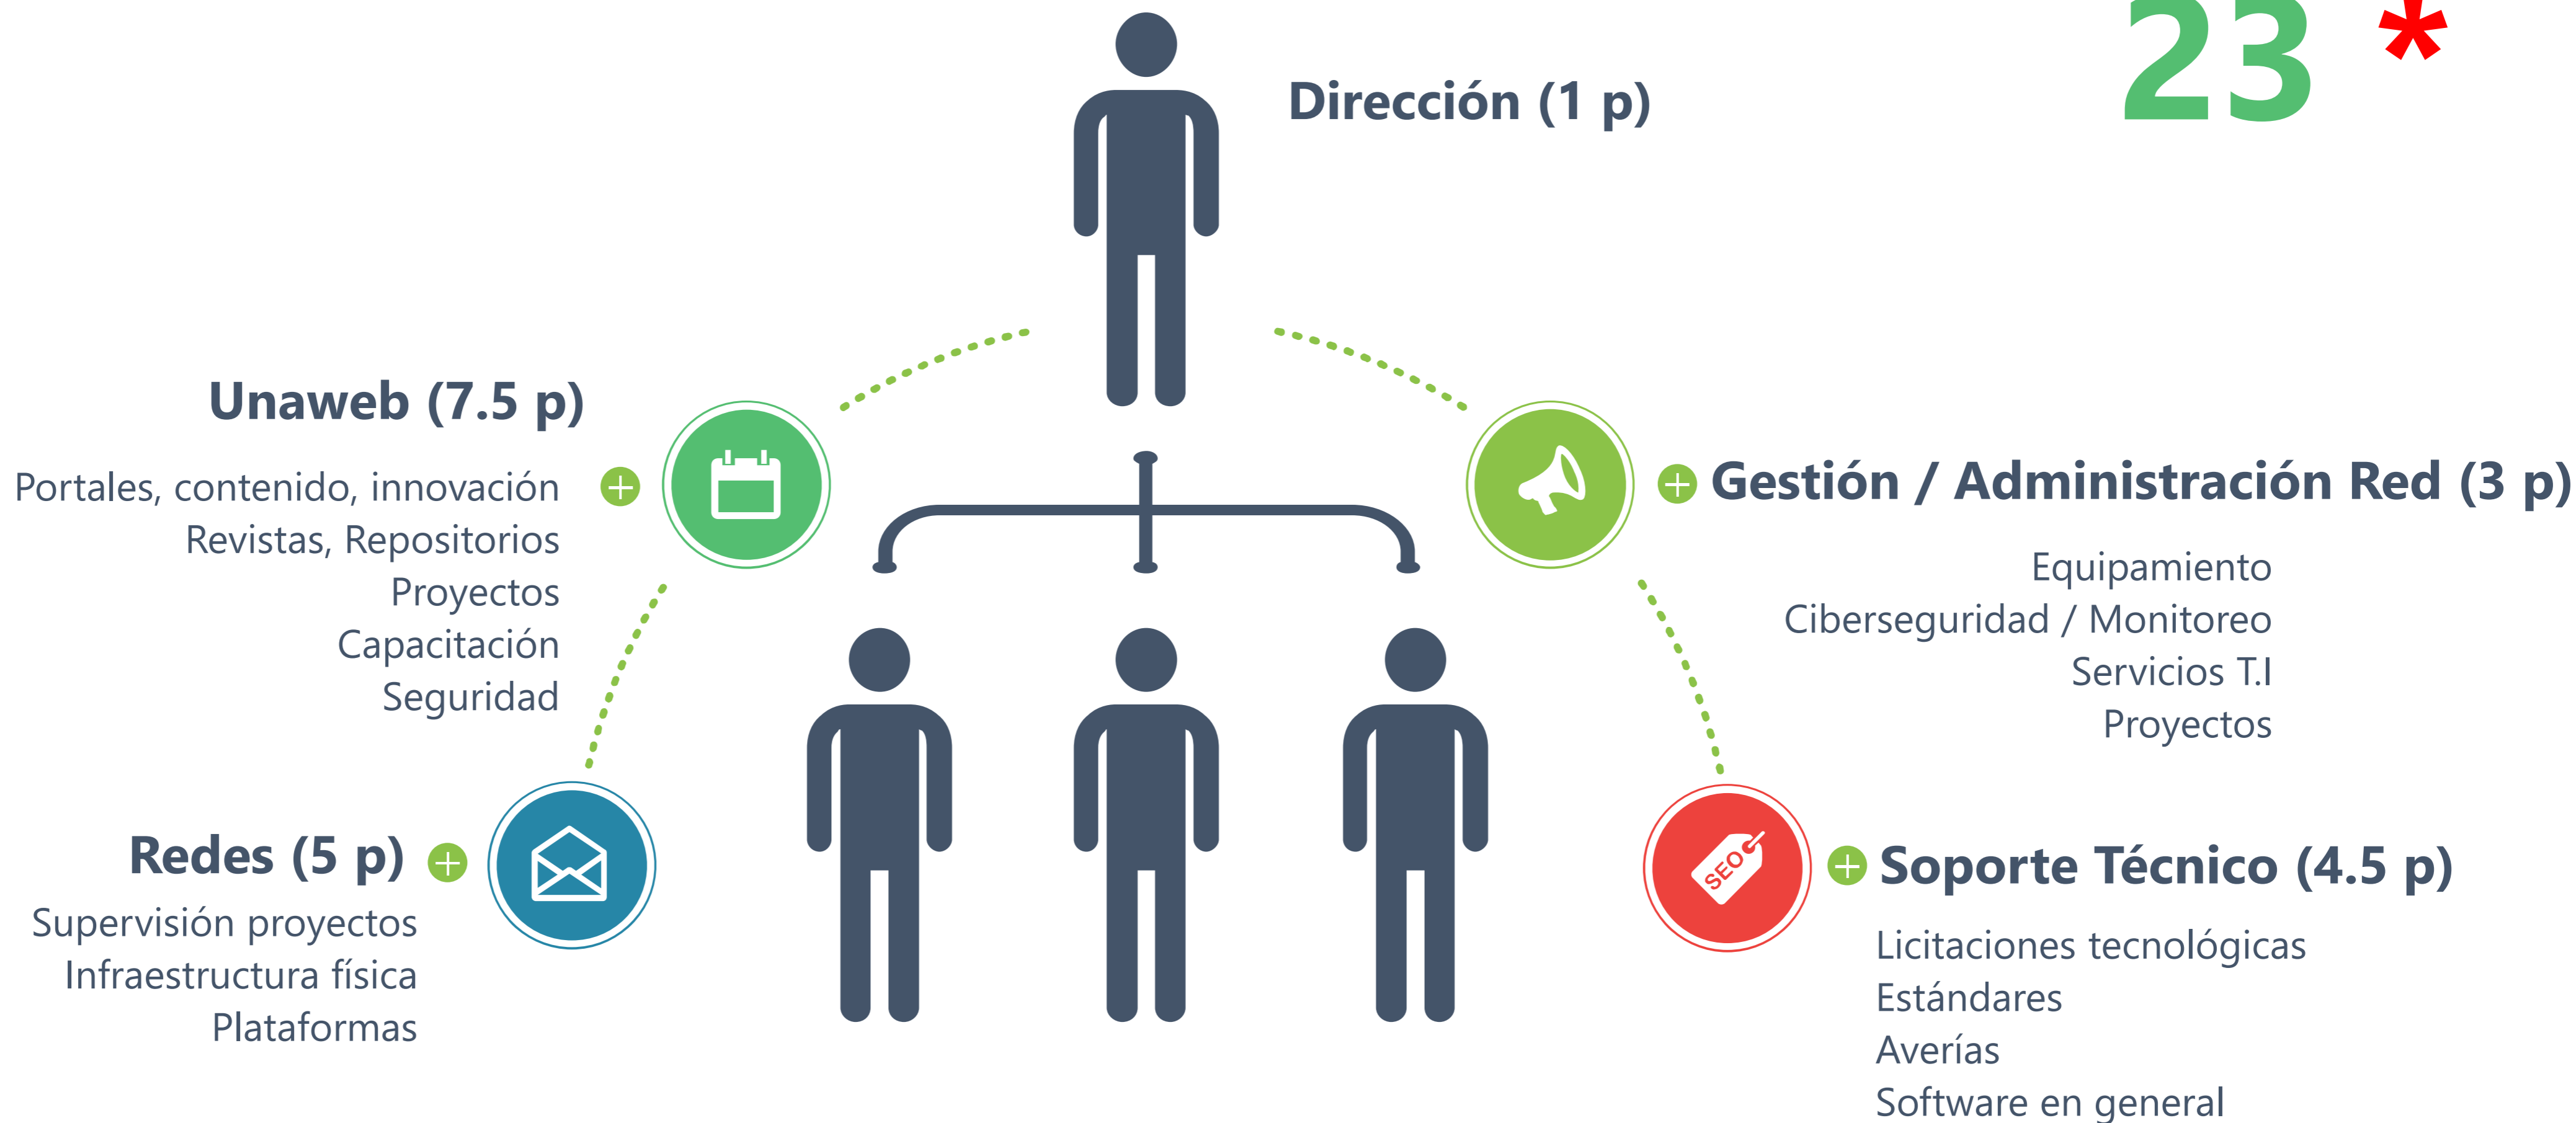 23 *
Dirección (1 p)
Unaweb (7.5 p)
Portales, contenido, innovación
Revistas, Repositorios
Proyectos
Capacitación
Seguridad
Gestión / Administración Red (3 p)
Equipamiento
Ciberseguridad / Monitoreo
Servicios T.I
Proyectos
Redes (5 p)
Supervisión proyectos
Infraestructura física
Plataformas
SEO
Soporte Técnico (4.5 p)
Licitaciones tecnológicas
Estándares
Averías
Software en general